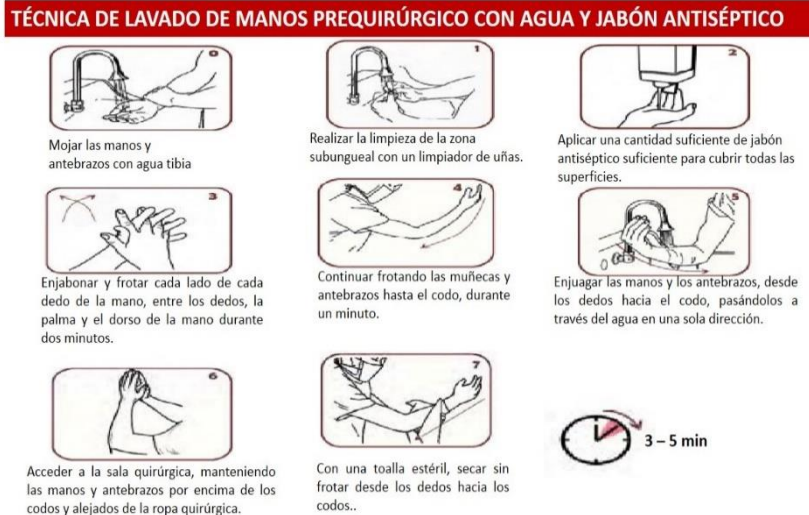 TÉCNICA DE LAVADO DE MANOS PREQUIRÚRGICO CON AGUA Y JABÓN ANTISÉPTICO
0
Mojar las manos y
antebrazos con agua tibia
1
Realizar la limpieza de la zona
subungueal con un limpiador de uñas.
2
Aplicar una cantidad suficiente de jabón
antiséptico suficiente para cubrir todas las
superficies.
3
Enjabonar y frotar cada lado de cada
dedo de la mano, entre los dedos, la
palma y el dorso de la mano durante
dos minutos.
4
Continuar frotando las muñecas y
antebrazos hasta el codo, durante
un minuto.
5
Enjuagar las manos y los antebrazos, desde
los dedos hacia el codo, pasándolos a
través del agua en una sola dirección.
6
Acceder a la sala quirúrgica, manteniendo
las manos y antebrazos por encima de los
codos y alejados de la ropa quirúrgica.
7
Con una toalla estéril, secar sin
frotar desde los dedos hacia los
codos..
3 – 5 min